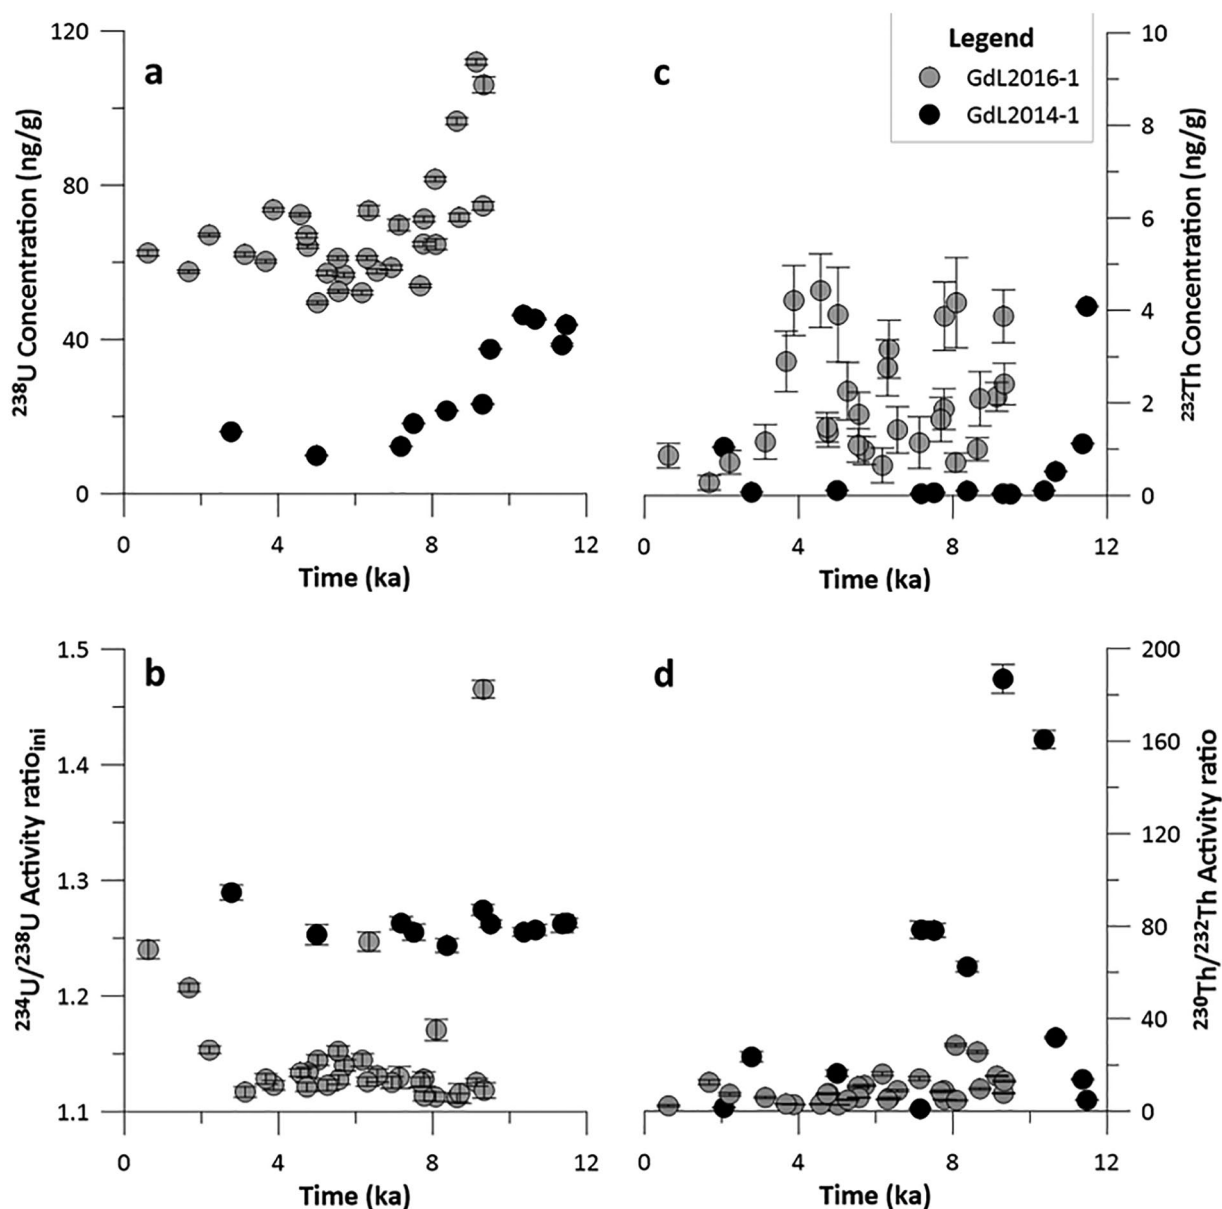 120
80
40
0
0
4
8
12
a
²³⁸U Concentration (ng/g)
Time (ka)
c
Legend
GdL2016-1
GdL2014-1
10
8
6
4
2
0
0
4
8
12
²³²Th Concentration (ng/g)
Time (ka)
1.5
1.4
1.3
1.2
1.1
0
4
8
12
b
²³⁴U/²³⁸U Activity ratioᵢₙᵢ
Time (ka)
d
200
160
120
80
40
0
0
4
8
12
²³⁰Th/²³²Th Activity ratio
Time (ka)